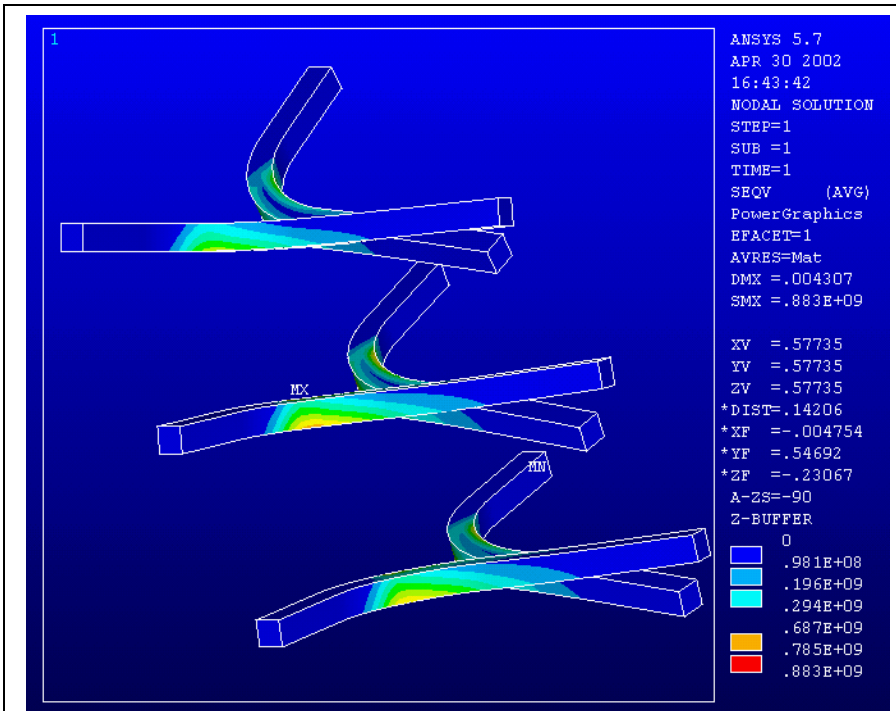 1
ANSYS 5.7
APR 30 2002
16:43:42
NODAL SOLUTION
STEP=1
SUB =1
TIME=1
SEQV (AVG)
PowerGraphics
EFACET=1
AVRES=Mat
DMX =.004307
SMX =.883E+09
XV =.57735
YV =.57735
ZV =.57735
*DIST=.14206
*XF =-.004754
*YF =.54692
*ZF =-.23067
A-ZS=-90
Z-BUFFER
0
.981E+08
.196E+09
.294E+09
.687E+09
.785E+09
.883E+09
MX
MN